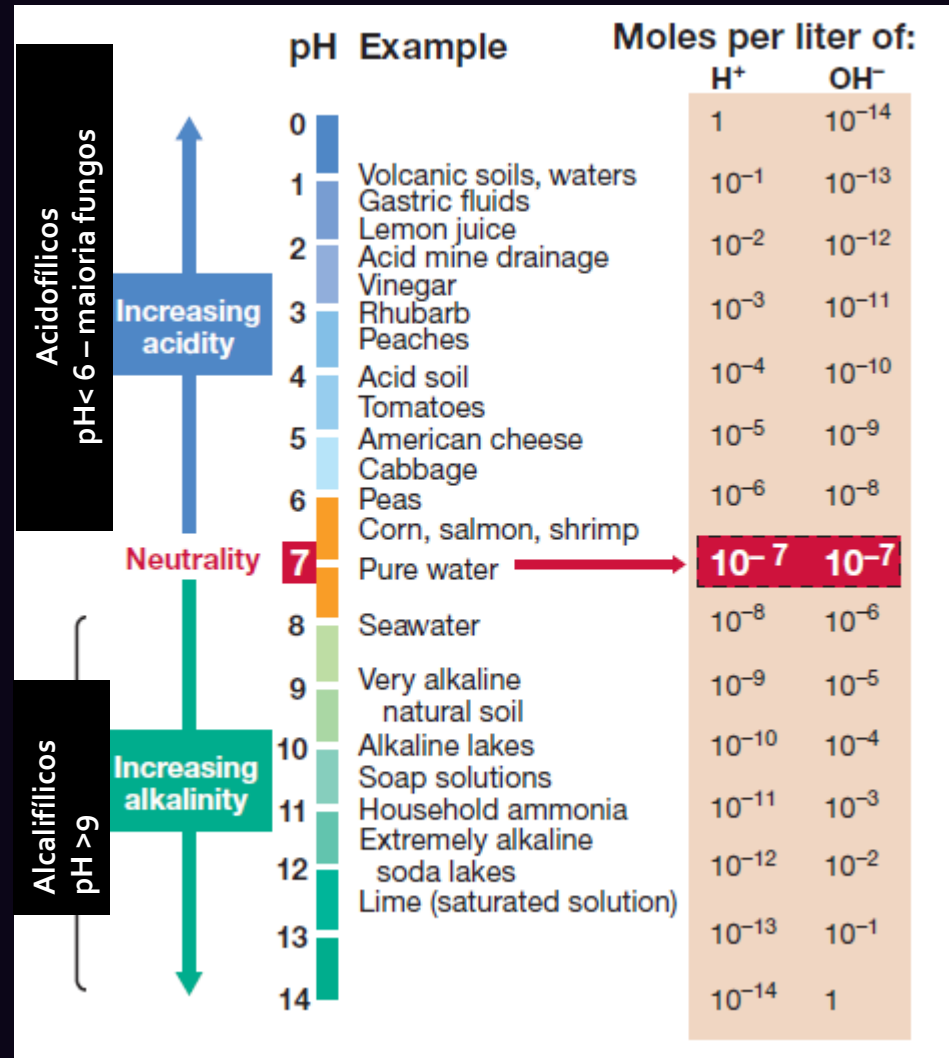 Acidofílicos
pH< 6 – maioria fungos
Alcalifílicos
pH >9
Increasing
acidity
Neutrality
Increasing
alkalinity
pH Example Moles per liter of:
H⁺ OH⁻
0 1 10⁻¹⁴
Volcanic soils, waters
1 10⁻¹ 10⁻¹³
Gastric fluids
Lemon juice
2 10⁻² 10⁻¹²
Acid mine drainage
Vinegar
3 Rhubarb 10⁻³ 10⁻¹¹
Peaches
4 Acid soil 10⁻⁴ 10⁻¹⁰
Tomatoes
5 American cheese 10⁻⁵ 10⁻⁹
Cabbage
6 Peas 10⁻⁶ 10⁻⁸
Corn, salmon, shrimp
7 Pure water 10⁻⁷ 10⁻⁷
8 Seawater 10⁻⁸ 10⁻⁶
9 Very alkaline 10⁻⁹ 10⁻⁵
natural soil
10 Alkaline lakes 10⁻¹⁰ 10⁻⁴
Soap solutions
11 Household ammonia 10⁻¹¹ 10⁻³
Extremely alkaline
12 soda lakes 10⁻¹² 10⁻²
Lime (saturated solution)
13 10⁻¹³ 10⁻¹
14 10⁻¹⁴ 1